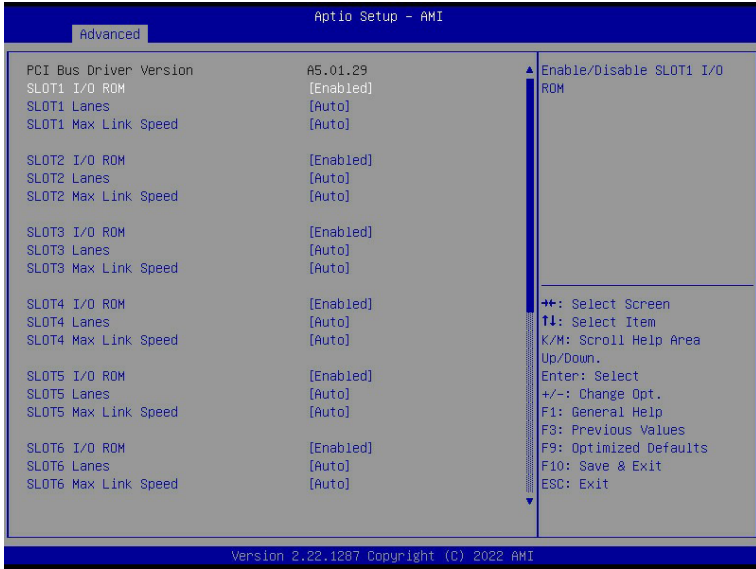 Aptio Setup - AMI
Advanced
PCI Bus Driver Version A5.01.29
SLOT1 I/O ROM [Enabled]
SLOT1 Lanes [Auto]
SLOT1 Max Link Speed [Auto]
SLOT2 I/O ROM [Enabled]
SLOT2 Lanes [Auto]
SLOT2 Max Link Speed [Auto]
SLOT3 I/O ROM [Enabled]
SLOT3 Lanes [Auto]
SLOT3 Max Link Speed [Auto]
SLOT4 I/O ROM [Enabled]
SLOT4 Lanes [Auto]
SLOT4 Max Link Speed [Auto]
SLOT5 I/O ROM [Enabled]
SLOT5 Lanes [Auto]
SLOT5 Max Link Speed [Auto]
SLOT6 I/O ROM [Enabled]
SLOT6 Lanes [Auto]
SLOT6 Max Link Speed [Auto]
Enable/Disable SLOT1 I/O
ROM
→←: Select Screen
↑↓: Select Item
K/M: Scroll Help Area
Up/Down.
Enter: Select
+/-: Change Opt.
F1: General Help
F3: Previous Values
F9: Optimized Defaults
F10: Save & Exit
ESC: Exit
Version 2.22.1287 Copyright (C) 2022 AMI